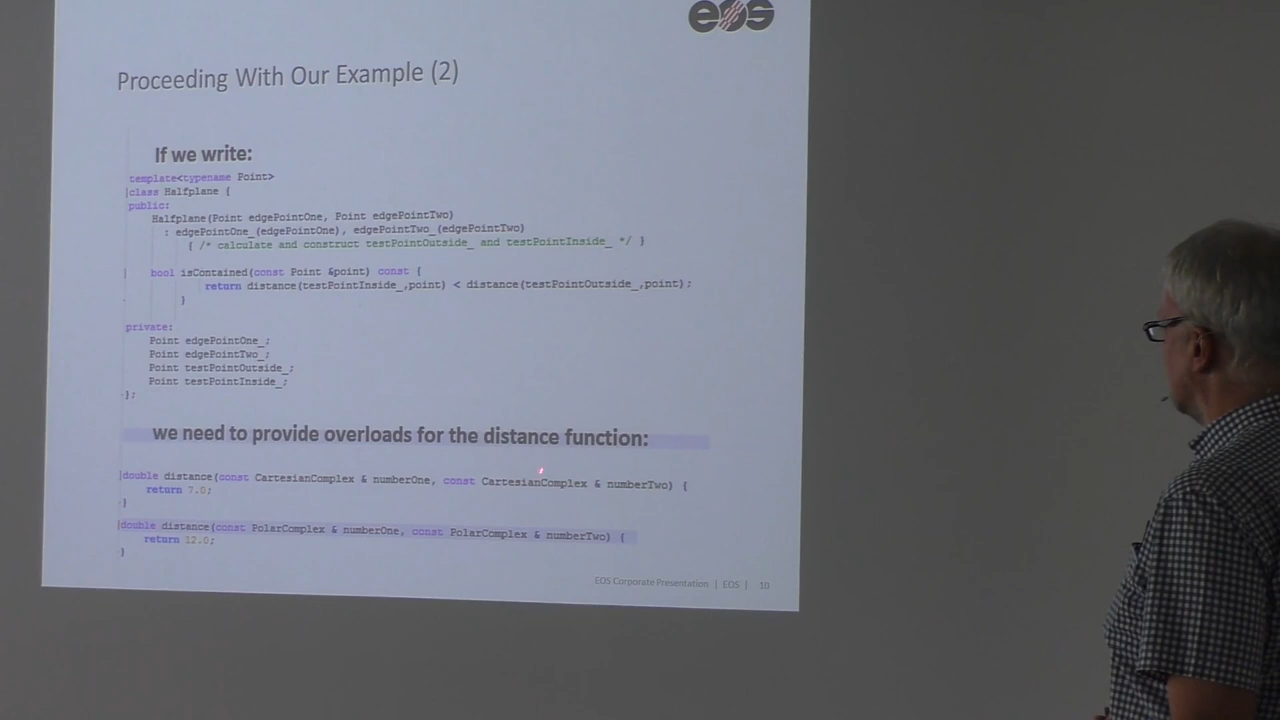 eos
Proceeding With Our Example (2)
If we write:
template<typename Point>
class Halfplane {
public:
Halfplane(Point edgePointOne, Point edgePointTwo)
: edgePointOne_(edgePointOne), edgePointTwo_(edgePointTwo)
{ /* calculate and construct testPointOutside_ and testPointInside_ */ }
bool isContained(const Point &point) const {
return distance(testPointInside_,point) < distance(testPointOutside_,point);
}
private:
Point edgePointOne_;
Point edgePointTwo_;
Point testPointOutside_;
Point testPointInside_;
};
we need to provide overloads for the distance function:
double distance(const CartesianComplex & numberOne, const CartesianComplex & numberTwo) {
return 7.0;
}
double distance(const PolarComplex & numberOne, const PolarComplex & numberTwo) {
return 12.0;
}
EOS Corporate Presentation | EOS | 10